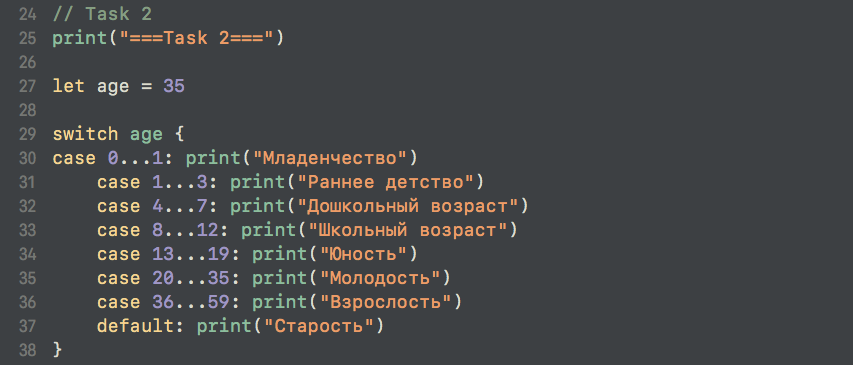 24 // Task 2
25 print("===Task 2===")
26
27 let age = 35
28
29 switch age {
30 case 0...1: print("Младенчество")
31     case 1...3: print("Раннее детство")
32     case 4...7: print("Дошкольный возраст")
33     case 8...12: print("Школьный возраст")
34     case 13...19: print("Юность")
35     case 20...35: print("Молодость")
36     case 36...59: print("Взрослость")
37     default: print("Старость")
38 }